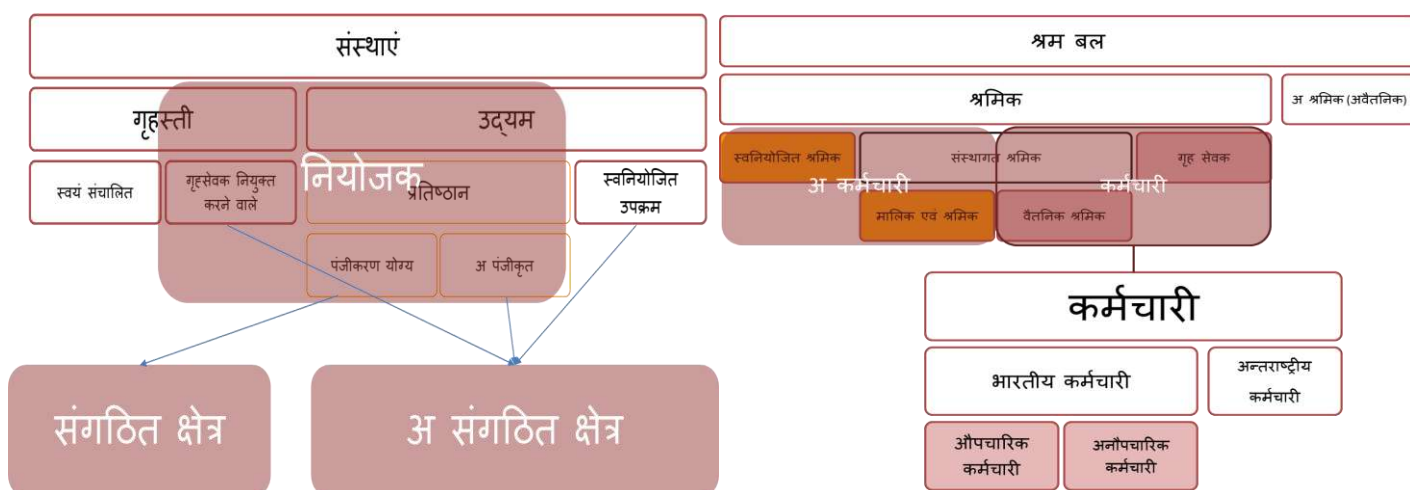 संस्थाएं
गृहस्ती
उद्यम
नियोजक
स्वयं संचालित
गृहसेवक नियुक्त
करने वाले
प्रतिष्ठान
स्वनियोजित
उपक्रम
पंजीकरण योग्य
अ पंजीकृत
संगठित क्षेत्र
अ संगठित क्षेत्र
श्रम बल
श्रमिक
अ श्रमिक (अवैतनिक)
स्वनियोजित श्रमिक
संस्थागत श्रमिक
गृह सेवक
अ कर्मचारी
कर्मचारी
मालिक एवं श्रमिक
वैतनिक श्रमिक
कर्मचारी
भारतीय कर्मचारी
अन्तराष्ट्रीय
कर्मचारी
औपचारिक
कर्मचारी
अनौपचारिक
कर्मचारी